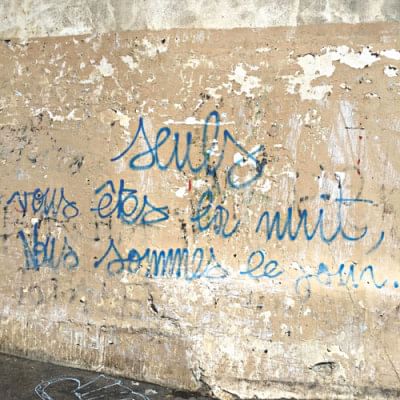 seuls
vous êtes la nuit,
Nous sommes le jour.